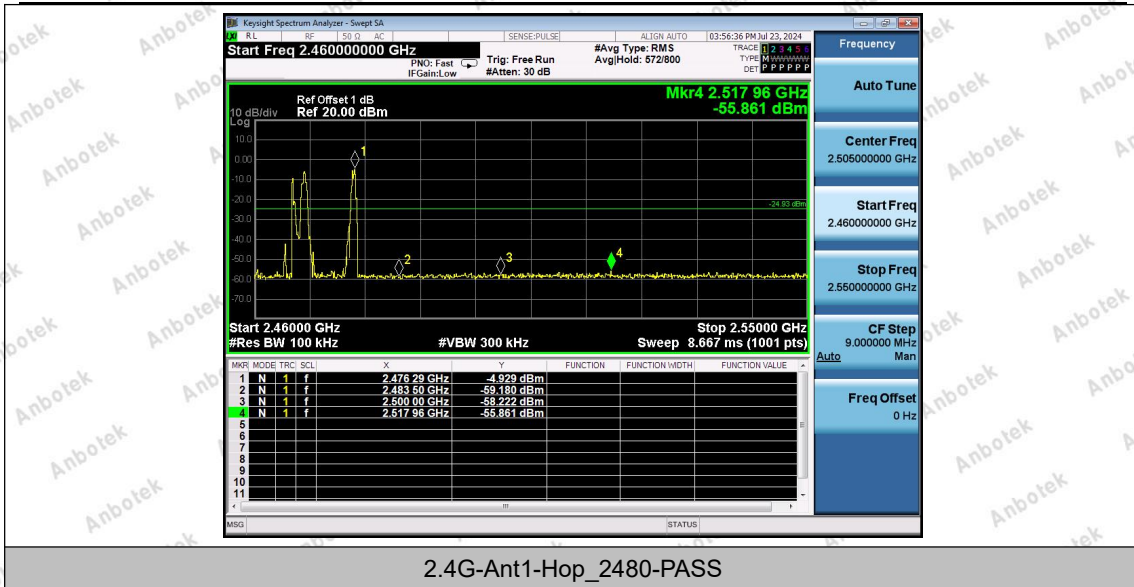 Keysight Spectrum Analyzer - Swept SA
RL RF 50 Ω AC SENSE:PULSE ALIGN AUTO 03:56:36 PM Jul 23, 2024
Start Freq 2.460000000 GHz
PNO: Fast
IFGain:Low
Trig: Free Run
#Atten: 30 dB
#Avg Type: RMS
Avg|Hold: 572/800
TRACE 1 2 3 4 5 6
TYPE M WWWWW
DET P P P P P P
Mkr4 2.517 96 GHz
-55.861 dBm
Ref Offset 1 dB
10 dB/div Ref 20.00 dBm
Log
10.0
0.00
-10.0
-20.0
-30.0
-40.0
-50.0
-60.0
-70.0
1
2
3
4
-24.93 dBm
Start 2.46000 GHz Stop 2.55000 GHz
#Res BW 100 kHz #VBW 300 kHz Sweep 8.667 ms (1001 pts)
MKR MODE TRC SCL X Y FUNCTION FUNCTION WIDTH FUNCTION VALUE
1 N 1 f 2.476 29 GHz -4.929 dBm
2 N 1 f 2.483 50 GHz -59.180 dBm
3 N 1 f 2.500 00 GHz -58.222 dBm
4 N 1 f 2.517 96 GHz -55.861 dBm
5
6
7
8
9
10
11
MSG STATUS
Frequency
Auto Tune
Center Freq
2.505000000 GHz
Start Freq
2.460000000 GHz
Stop Freq
2.550000000 GHz
CF Step
9.000000 MHz
Auto Man
Freq Offset
0 Hz
2.4G-Ant1-Hop_2480-PASS
Anbotek